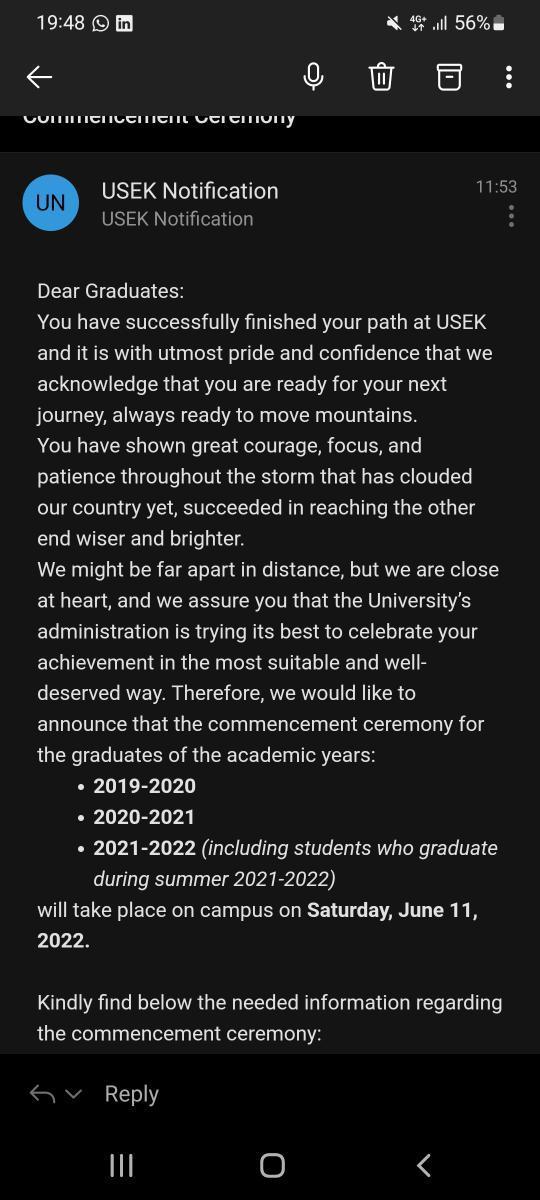 19:48 56%
4G+
Commencement Ceremony
UN
USEK Notification
11:53
USEK Notification
Dear Graduates:
You have successfully finished your path at USEK
and it is with utmost pride and confidence that we
acknowledge that you are ready for your next
journey, always ready to move mountains.
You have shown great courage, focus, and
patience throughout the storm that has clouded
our country yet, succeeded in reaching the other
end wiser and brighter.
We might be far apart in distance, but we are close
at heart, and we assure you that the University's
administration is trying its best to celebrate your
achievement in the most suitable and well-
deserved way. Therefore, we would like to
announce that the commencement ceremony for
the graduates of the academic years:
• 2019-2020
• 2020-2021
• 2021-2022 (including students who graduate
during summer 2021-2022)
will take place on campus on Saturday, June 11,
2022.
Kindly find below the needed information regarding
the commencement ceremony:
Reply